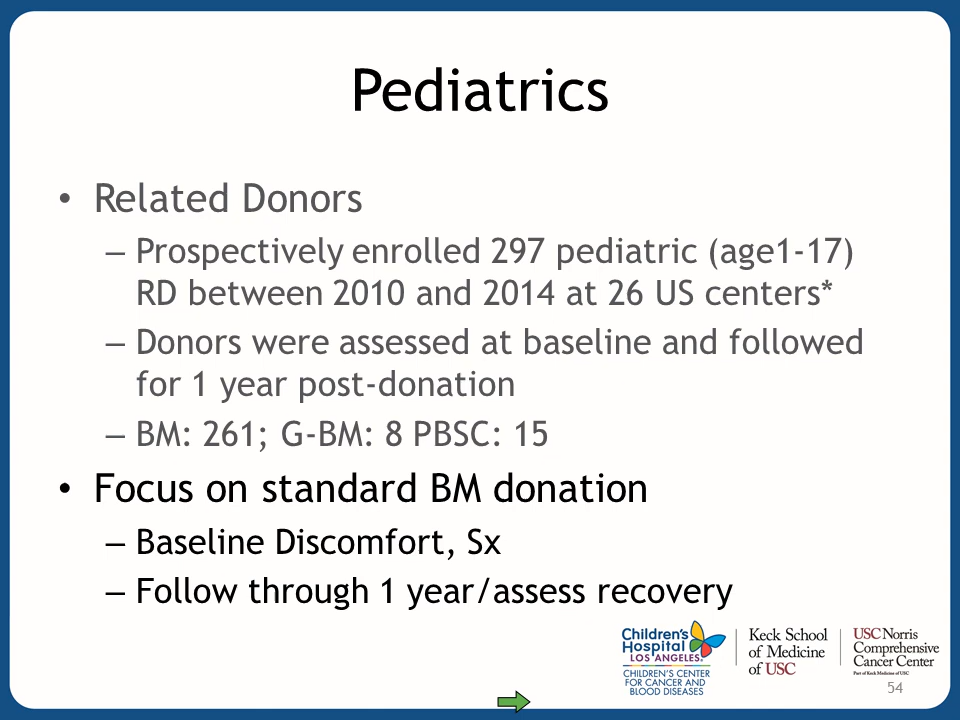 Pediatrics
• Related Donors
– Prospectively enrolled 297 pediatric (age1-17)
RD between 2010 and 2014 at 26 US centers*
– Donors were assessed at baseline and followed
for 1 year post-donation
– BM: 261; G-BM: 8 PBSC: 15
• Focus on standard BM donation
– Baseline Discomfort, Sx
– Follow through 1 year/assess recovery
Children's
Hospital
LOS ANGELES.
CHILDREN'S CENTER
FOR CANCER AND
BLOOD DISEASES
Keck School
of Medicine
of USC
USC Norris
Comprehensive
Cancer Center
Part of Keck Medicine of USC
54